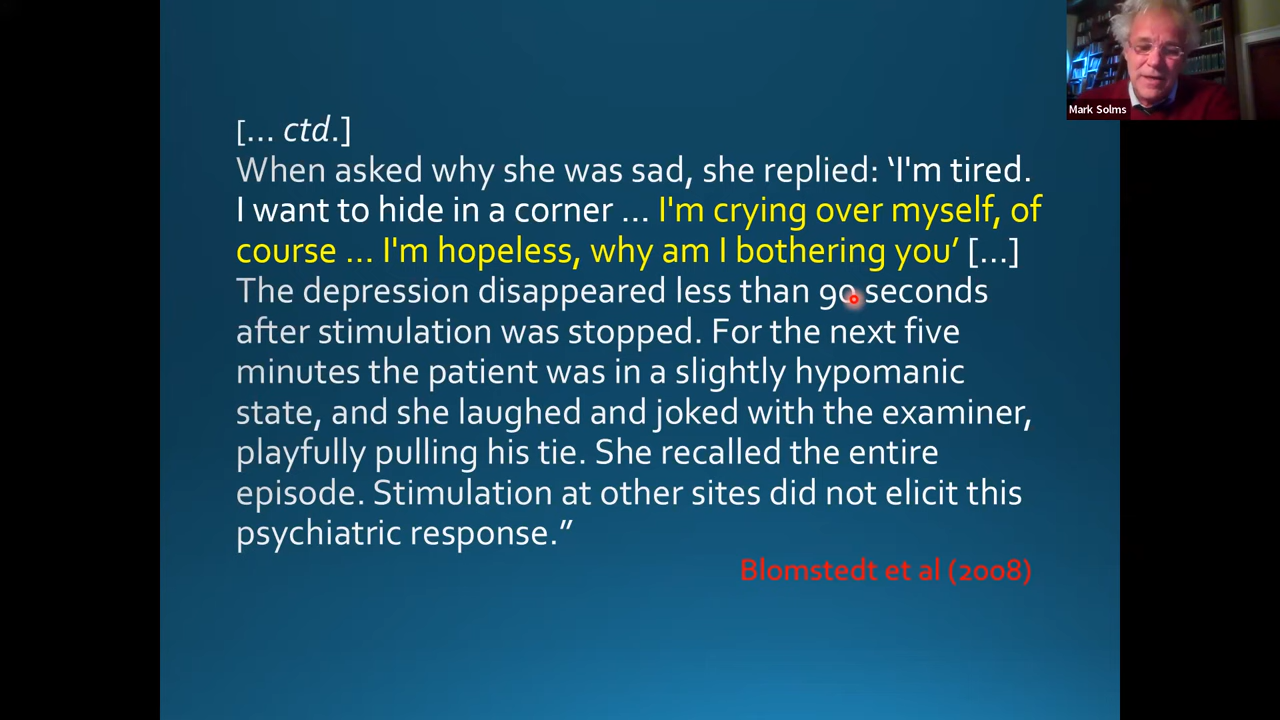 Mark Solms
[... ctd.]
When asked why she was sad, she replied: ‘I'm tired.
I want to hide in a corner ... I'm crying over myself, of
course ... I'm hopeless, why am I bothering you’ [...]
The depression disappeared less than 90 seconds
after stimulation was stopped. For the next five
minutes the patient was in a slightly hypomanic
state, and she laughed and joked with the examiner,
playfully pulling his tie. She recalled the entire
episode. Stimulation at other sites did not elicit this
psychiatric response.”
Blomstedt et al (2008)